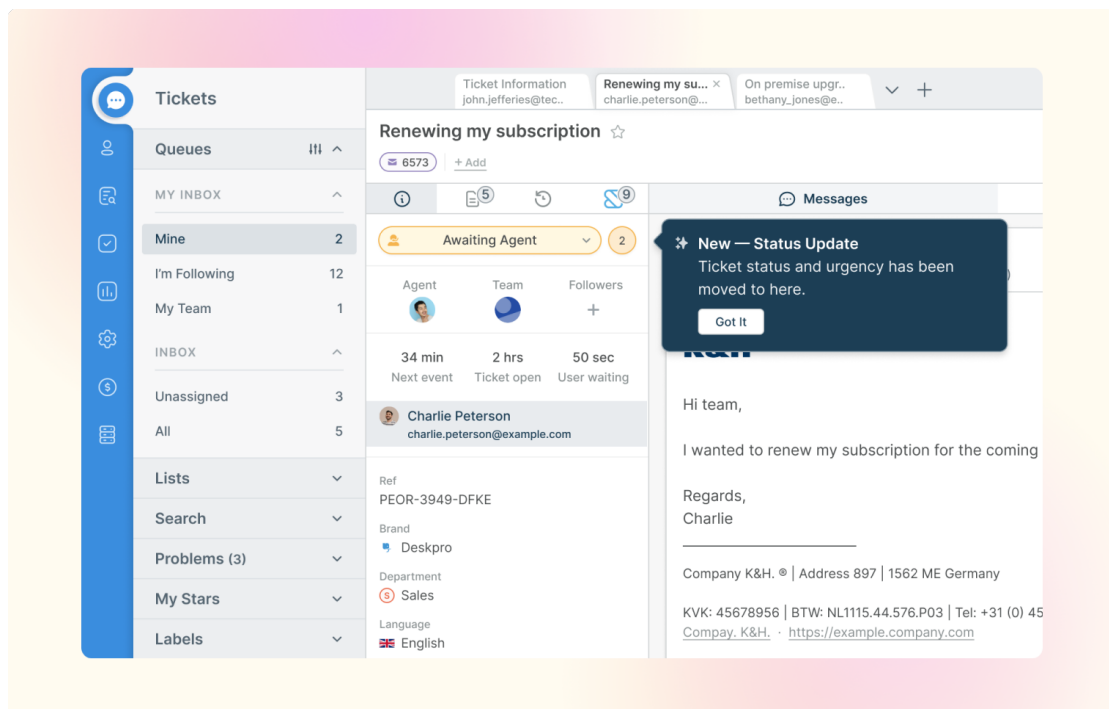 Tickets
Queues
MY INBOX
Mine 2
I'm Following 12
My Team 1
INBOX
Unassigned 3
All 5
Lists
Search
Problems (3)
My Stars
Labels
Ticket Information
john.jefferies@tec..
Renewing my su...
charlie.peterson@...
On premise upgr..
bethany_jones@e..
Renewing my subscription
6573
+ Add
5
9
Messages
Awaiting Agent
2
Agent Team Followers
34 min 2 hrs 50 sec
Next event Ticket open User waiting
Charlie Peterson
charlie.peterson@example.com
Ref
PEOR-3949-DFKE
Brand
Deskpro
Department
Sales
Language
English
New — Status Update
Ticket status and urgency has been
moved to here.
Got It
Hi team,
I wanted to renew my subscription for the coming
Regards,
Charlie
Company K&H. ® | Address 897 | 1562 ME Germany
KVK: 45678956 | BTW: NL1115.44.576.P03 | Tel: +31 (0) 45
Compay. K&H. · https://example.company.com